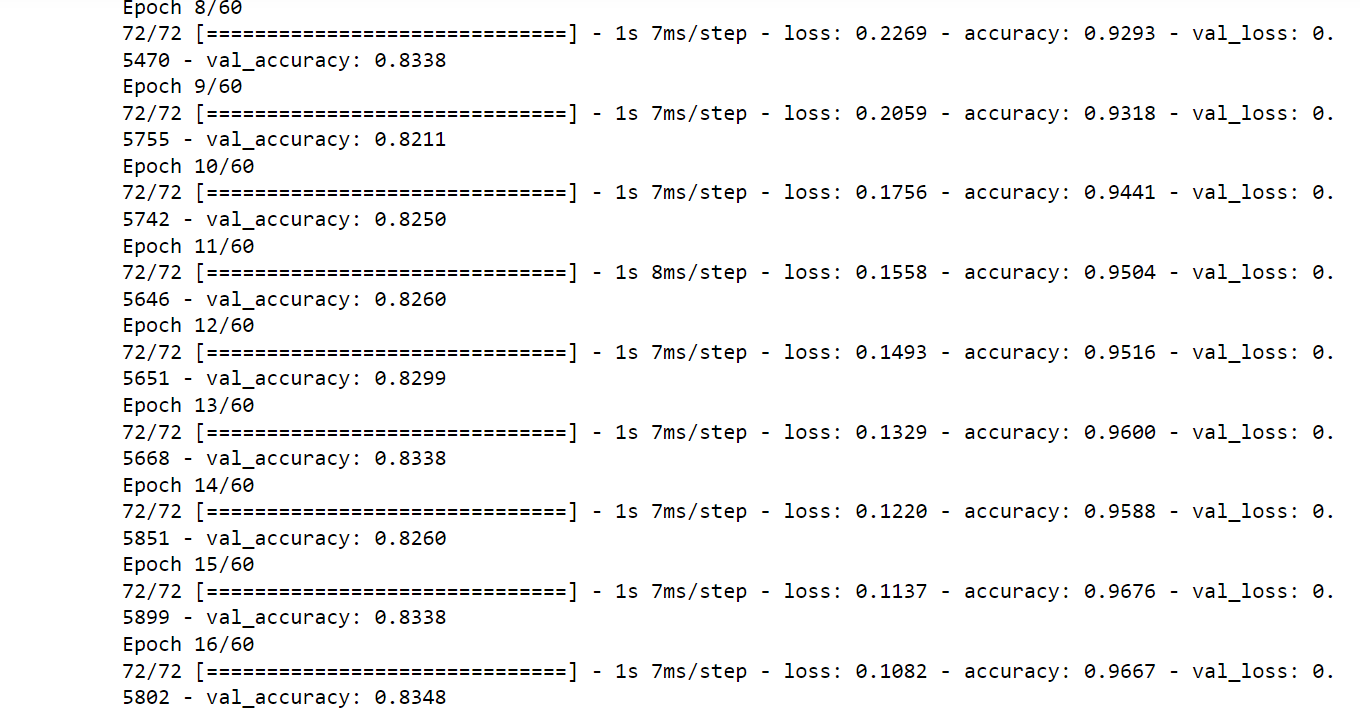 Epoch 8/60
72/72 [==============================] - 1s 7ms/step - loss: 0.2269 - accuracy: 0.9293 - val_loss: 0.
5470 - val_accuracy: 0.8338
Epoch 9/60
72/72 [==============================] - 1s 7ms/step - loss: 0.2059 - accuracy: 0.9318 - val_loss: 0.
5755 - val_accuracy: 0.8211
Epoch 10/60
72/72 [==============================] - 1s 7ms/step - loss: 0.1756 - accuracy: 0.9441 - val_loss: 0.
5742 - val_accuracy: 0.8250
Epoch 11/60
72/72 [==============================] - 1s 8ms/step - loss: 0.1558 - accuracy: 0.9504 - val_loss: 0.
5646 - val_accuracy: 0.8260
Epoch 12/60
72/72 [==============================] - 1s 7ms/step - loss: 0.1493 - accuracy: 0.9516 - val_loss: 0.
5651 - val_accuracy: 0.8299
Epoch 13/60
72/72 [==============================] - 1s 7ms/step - loss: 0.1329 - accuracy: 0.9600 - val_loss: 0.
5668 - val_accuracy: 0.8338
Epoch 14/60
72/72 [==============================] - 1s 7ms/step - loss: 0.1220 - accuracy: 0.9588 - val_loss: 0.
5851 - val_accuracy: 0.8260
Epoch 15/60
72/72 [==============================] - 1s 7ms/step - loss: 0.1137 - accuracy: 0.9676 - val_loss: 0.
5899 - val_accuracy: 0.8338
Epoch 16/60
72/72 [==============================] - 1s 7ms/step - loss: 0.1082 - accuracy: 0.9667 - val_loss: 0.
5802 - val_accuracy: 0.8348